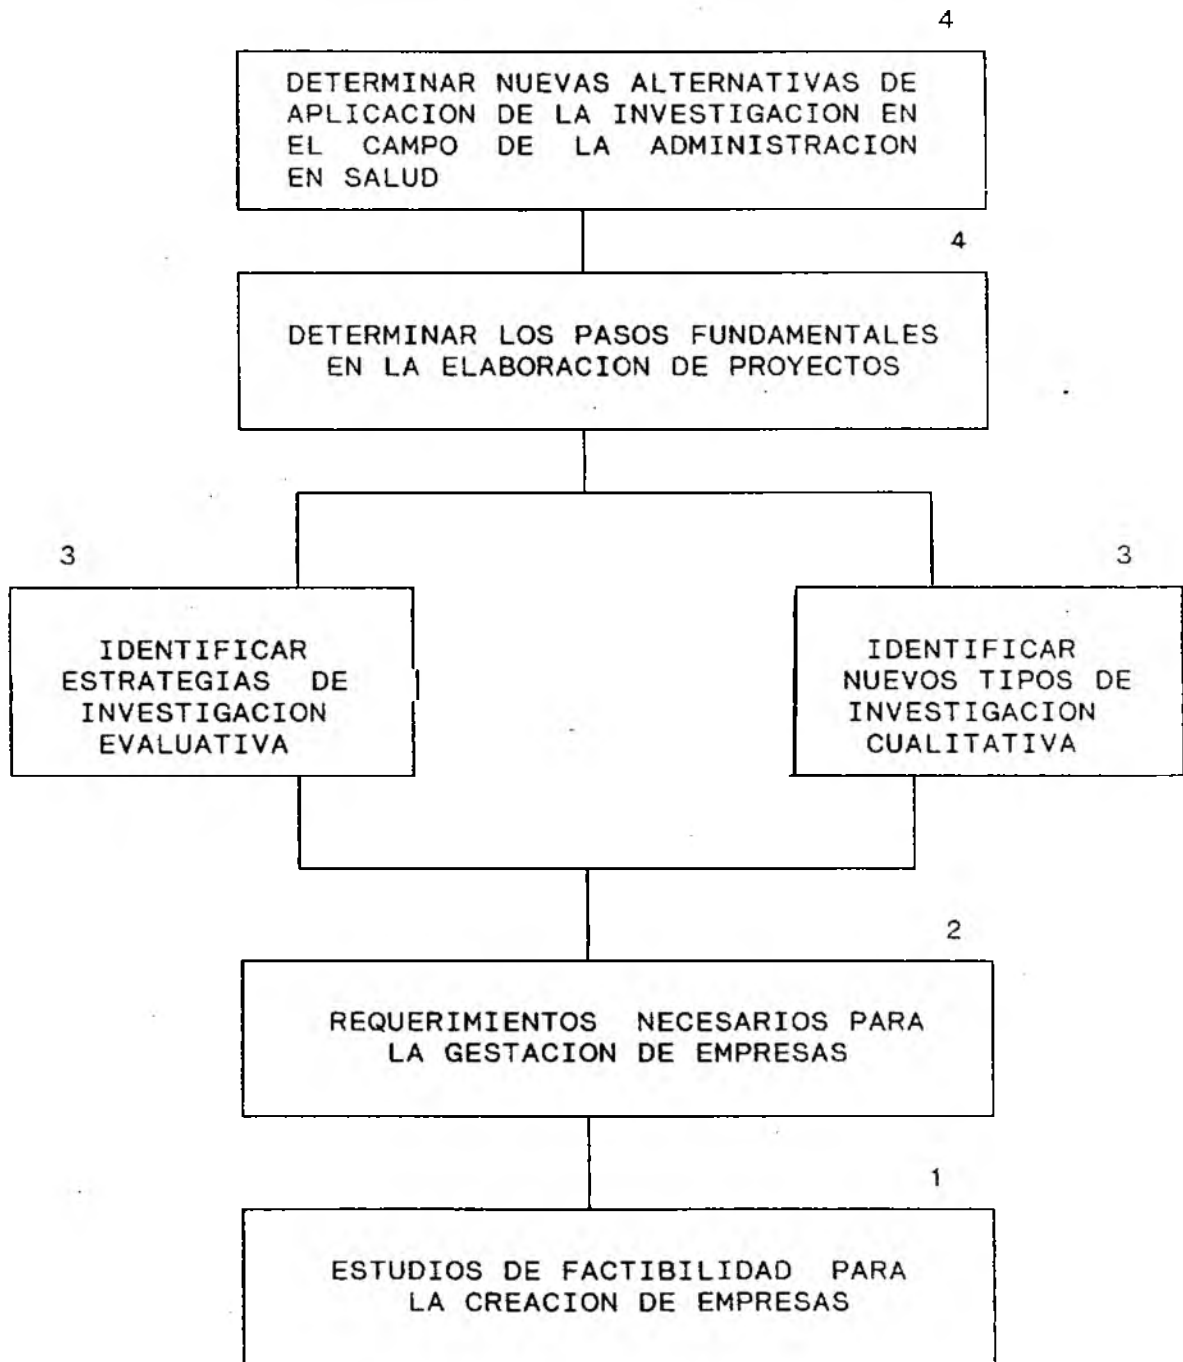 4
DETERMINAR NUEVAS ALTERNATIVAS DE
APLICACION DE LA INVESTIGACION EN
EL CAMPO DE LA ADMINISTRACION
EN SALUD
4
DETERMINAR LOS PASOS FUNDAMENTALES
EN LA ELABORACION DE PROYECTOS
3
IDENTIFICAR
ESTRATEGIAS DE
INVESTIGACION
EVALUATIVA
3
IDENTIFICAR
NUEVOS TIPOS DE
INVESTIGACION
CUALITATIVA
2
REQUERIMIENTOS NECESARIOS PARA
LA GESTACION DE EMPRESAS
1
ESTUDIOS DE FACTIBILIDAD PARA
LA CREACION DE EMPRESAS